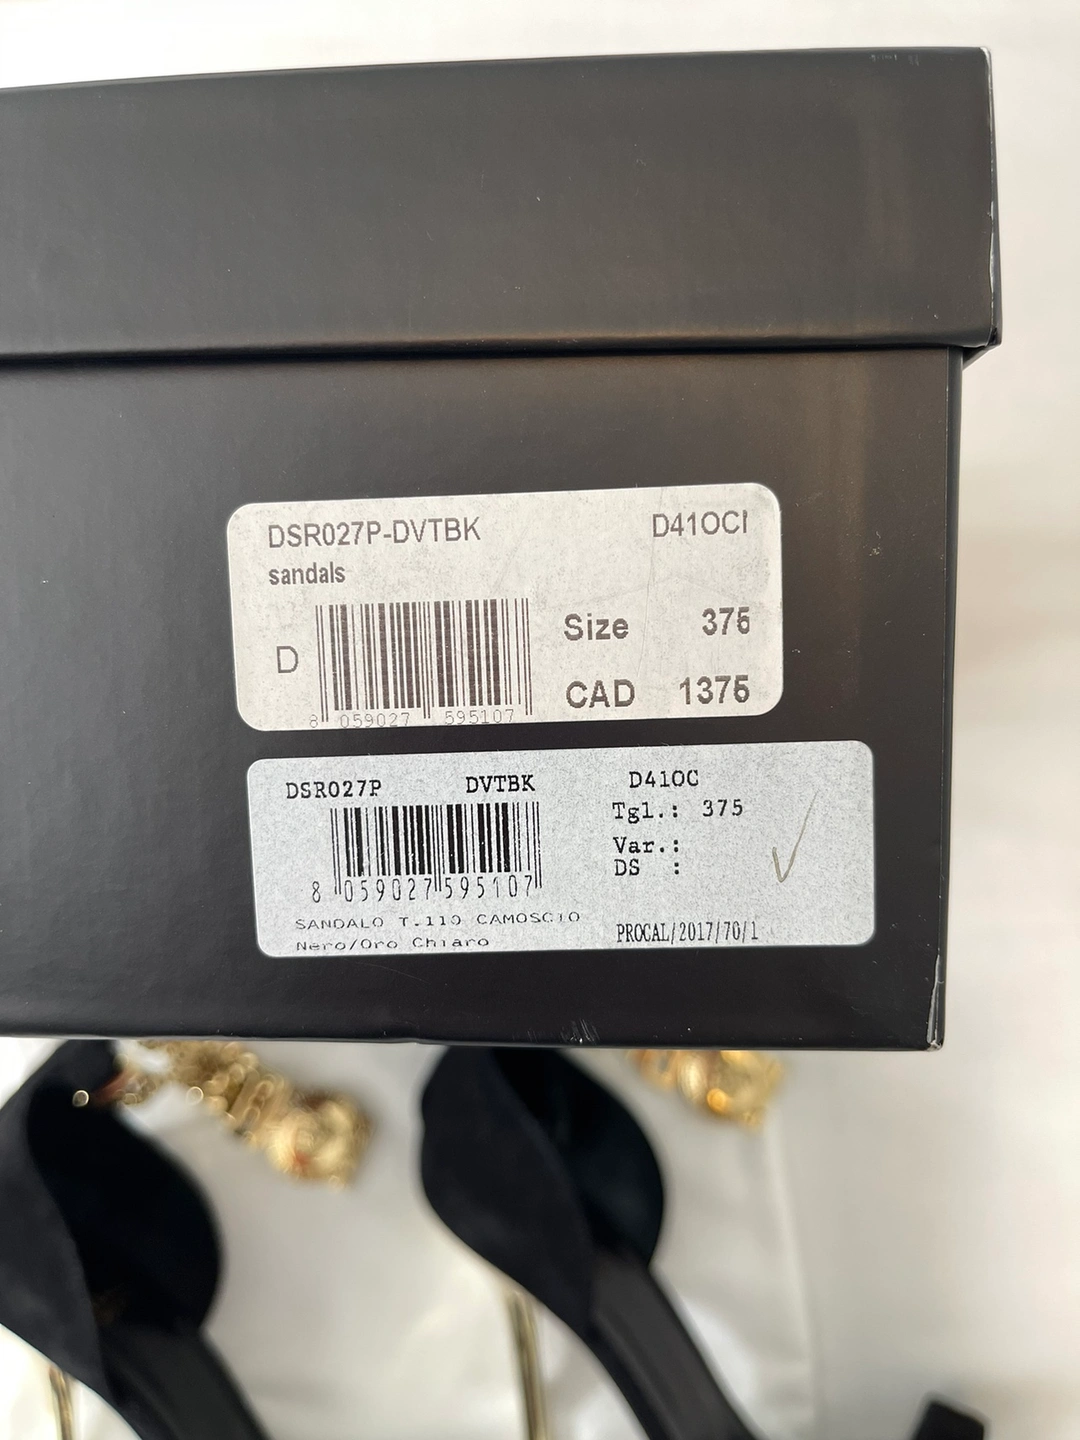 DSR027P-DVTBK D41OCI
sandals
D
Size 375
CAD 1375
8 059027 595107
DSR027P DVTBK D41OC
Tgl.: 375
Var.:
DS :
8 059027 595107
SANDALO T.110 CAMOSCIO
Nero/Oro Chiaro
PROCAL/2017/70/1